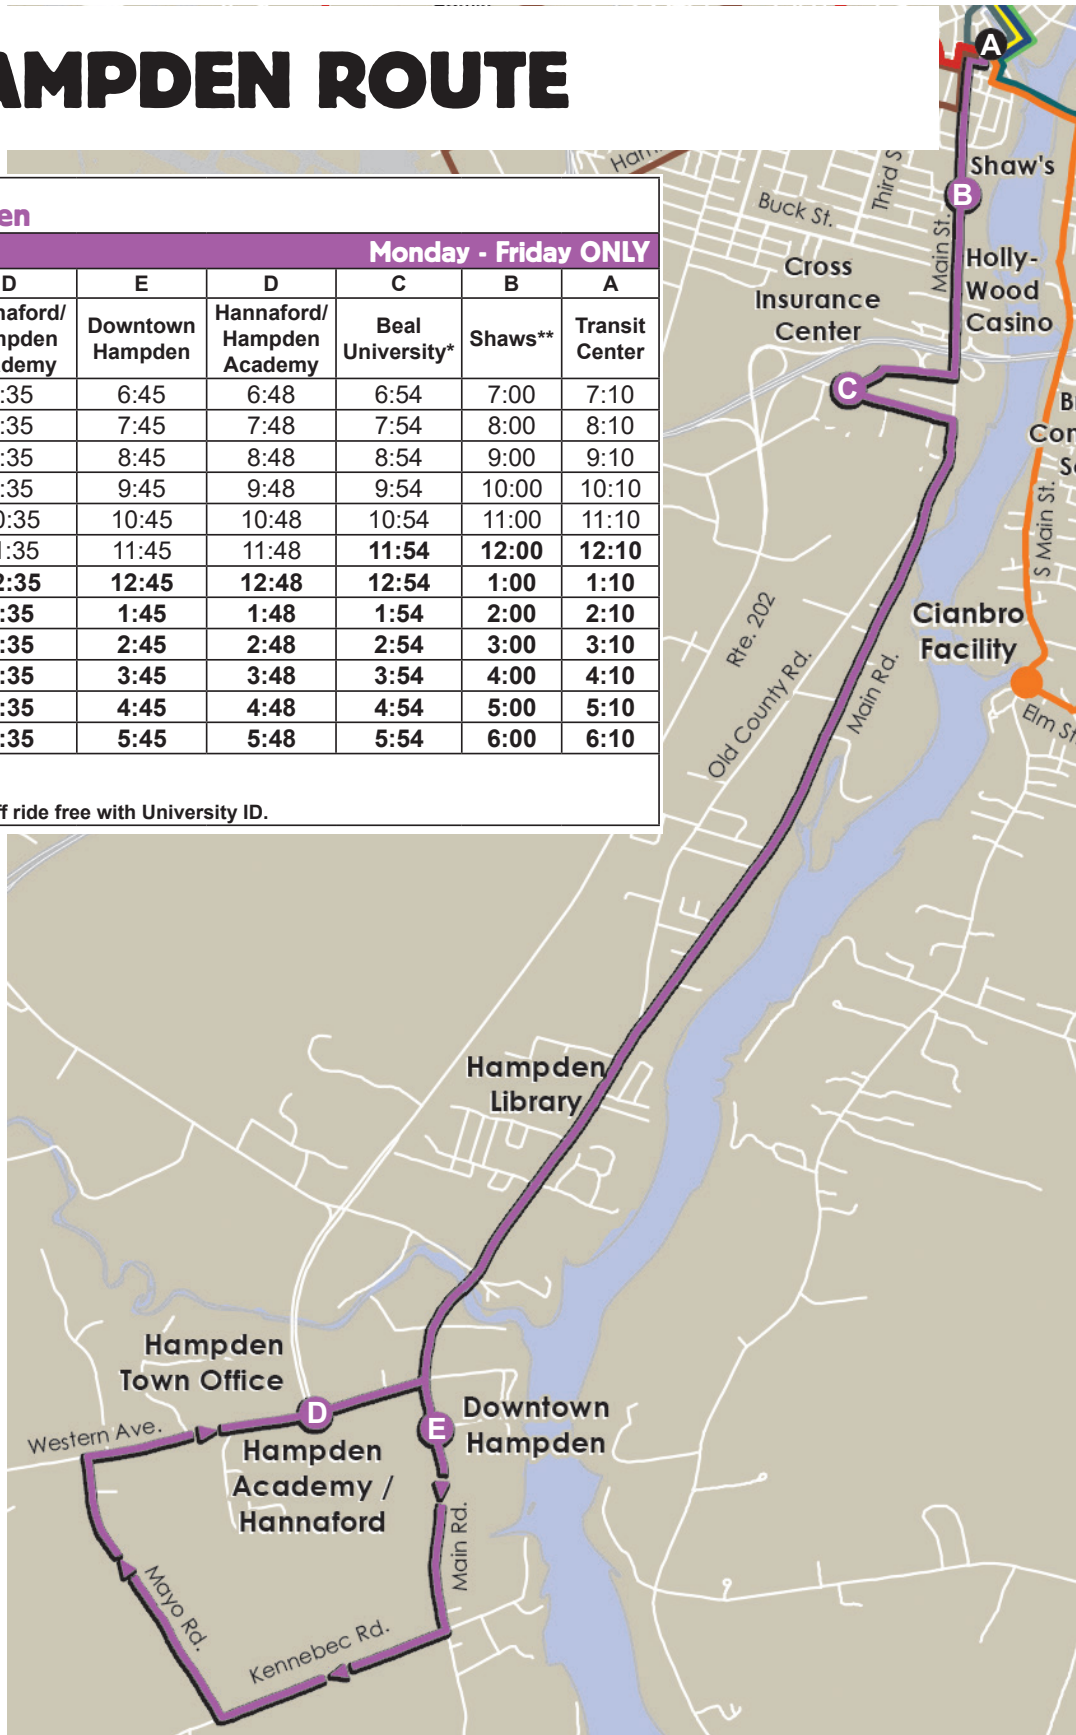 AMPDEN ROUTE
en
Monday - Friday ONLY
D E D C B A
naford/ mpden demy Downtown Hampden Hannaford/ Hampden Academy Beal University* Shaws** Transit Center
:35 6:45 6:48 6:54 7:00 7:10
:35 7:45 7:48 7:54 8:00 8:10
:35 8:45 8:48 8:54 9:00 9:10
:35 9:45 9:48 9:54 10:00 10:10
0:35 10:45 10:48 10:54 11:00 11:10
:35 11:45 11:48 11:54 12:00 12:10
2:35 12:45 12:48 12:54 1:00 1:10
:35 1:45 1:48 1:54 2:00 2:10
:35 2:45 2:48 2:54 3:00 3:10
:35 3:45 3:48 3:54 4:00 4:10
:35 4:45 4:48 4:54 5:00 5:10
:35 5:45 5:48 5:54 6:00 6:10
ff ride free with University ID.
A
Ham
Third S
Shaw's
B
Buck St.
Main St.
Cross
Insurance
Center
Holly-
Wood
Casino
C
B
Con
S
S Main St.
Cianbro
Facility
Rte. 202
Old County Rd.
Main Rd.
Elm St
Hampden
Library
Hampden
Town Office
D
Western Ave.
Hampden
Academy /
Hannaford
E
Downtown
Hampden
Main Rd.
Mayo Rd.
Kennebec Rd.